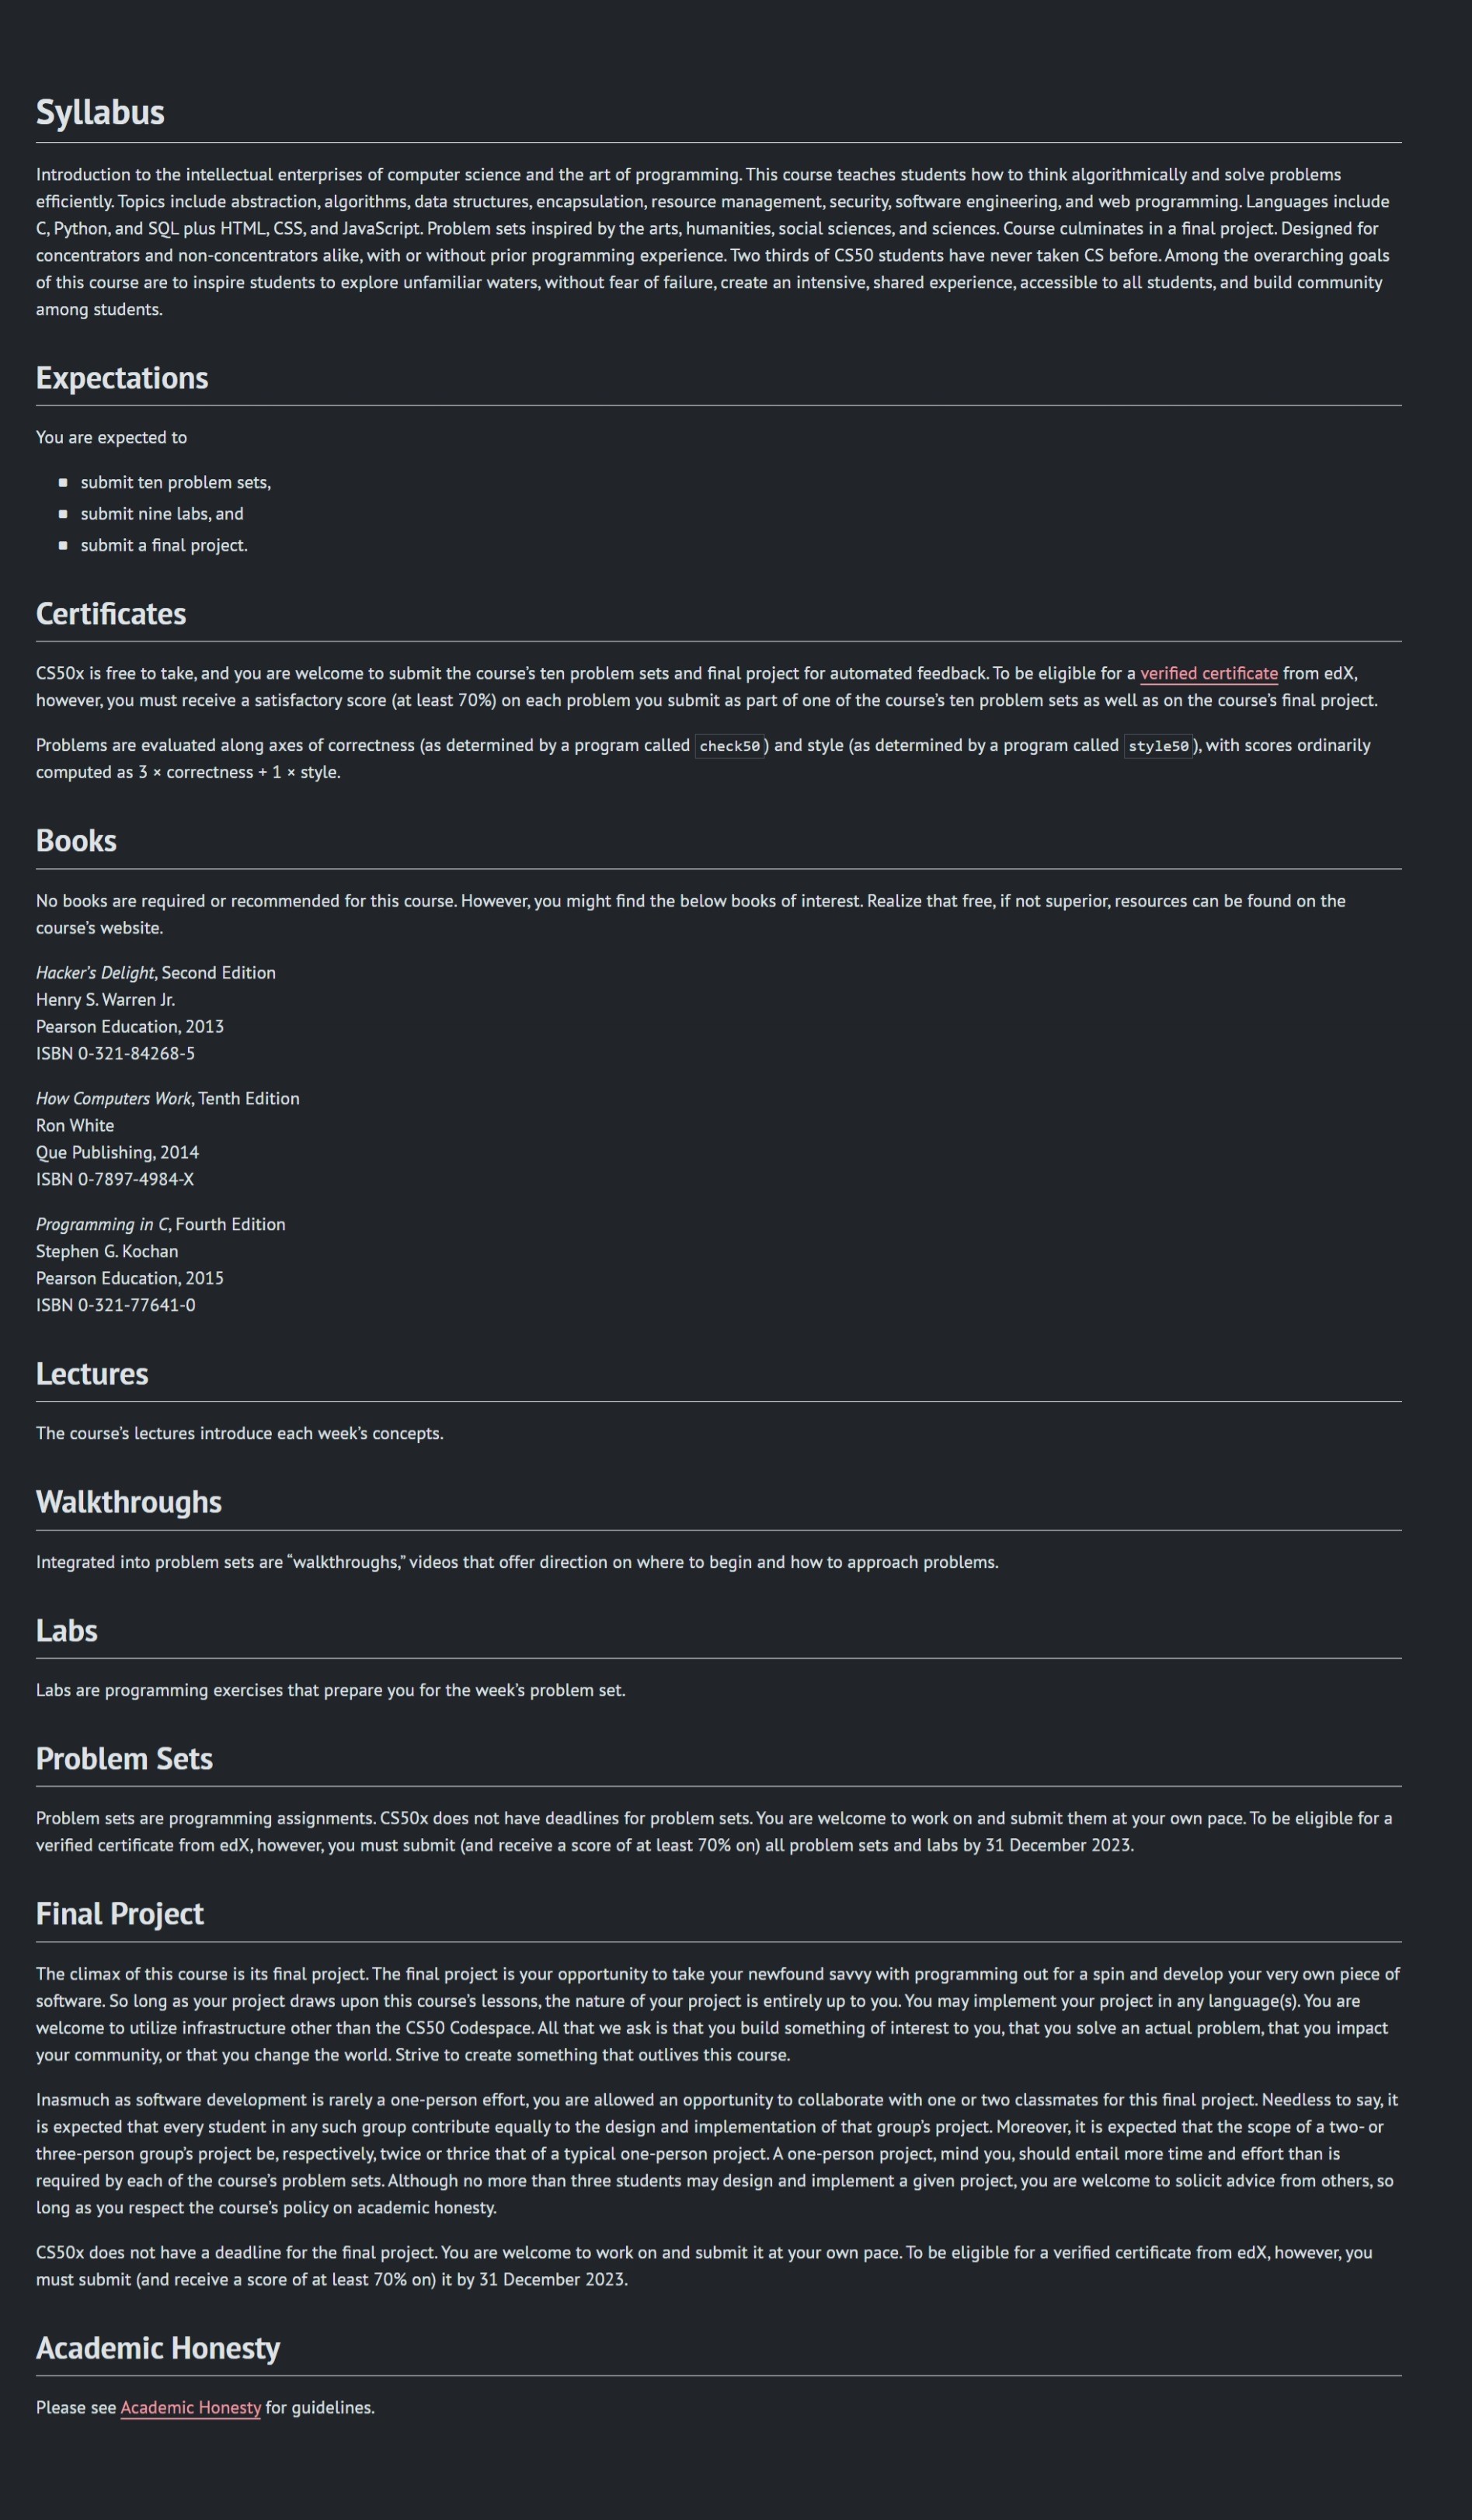 Syllabus
Introduction to the intellectual enterprises of computer science and the art of programming. This course teaches students how to think algorithmically and solve problems
efficiently. Topics include abstraction, algorithms, data structures, encapsulation, resource management, security, software engineering, and web programming. Languages include
C, Python, and SQL plus HTML, CSS, and JavaScript. Problem sets inspired by the arts, humanities, social sciences, and sciences. Course culminates in a final project. Designed for
concentrators and non-concentrators alike, with or without prior programming experience. Two thirds of CS50 students have never taken CS before. Among the overarching goals
of this course are to inspire students to explore unfamiliar waters, without fear of failure, create an intensive, shared experience, accessible to all students, and build community
among students.
Expectations
You are expected to
■ submit ten problem sets,
■ submit nine labs, and
■ submit a final project.
Certificates
CS50x is free to take, and you are welcome to submit the course’s ten problem sets and final project for automated feedback. To be eligible for a verified certificate from edX,
however, you must receive a satisfactory score (at least 70%) on each problem you submit as part of one of the course’s ten problem sets as well as on the course’s final project.
Problems are evaluated along axes of correctness (as determined by a program called check50) and style (as determined by a program called style50), with scores ordinarily
computed as 3 × correctness + 1 × style.
Books
No books are required or recommended for this course. However, you might find the below books of interest. Realize that free, if not superior, resources can be found on the
course’s website.
Hacker’s Delight, Second Edition
Henry S. Warren Jr.
Pearson Education, 2013
ISBN 0-321-84268-5
How Computers Work, Tenth Edition
Ron White
Que Publishing, 2014
ISBN 0-7897-4984-X
Programming in C, Fourth Edition
Stephen G. Kochan
Pearson Education, 2015
ISBN 0-321-77641-0
Lectures
The course’s lectures introduce each week’s concepts.
Walkthroughs
Integrated into problem sets are “walkthroughs,” videos that offer direction on where to begin and how to approach problems.
Labs
Labs are programming exercises that prepare you for the week’s problem set.
Problem Sets
Problem sets are programming assignments. CS50x does not have deadlines for problem sets. You are welcome to work on and submit them at your own pace. To be eligible for a
verified certificate from edX, however, you must submit (and receive a score of at least 70% on) all problem sets and labs by 31 December 2023.
Final Project
The climax of this course is its final project. The final project is your opportunity to take your newfound savvy with programming out for a spin and develop your very own piece of
software. So long as your project draws upon this course’s lessons, the nature of your project is entirely up to you. You may implement your project in any language(s). You are
welcome to utilize infrastructure other than the CS50 Codespace. All that we ask is that you build something of interest to you, that you solve an actual problem, that you impact
your community, or that you change the world. Strive to create something that outlives this course.
Inasmuch as software development is rarely a one-person effort, you are allowed an opportunity to collaborate with one or two classmates for this final project. Needless to say, it
is expected that every student in any such group contribute equally to the design and implementation of that group’s project. Moreover, it is expected that the scope of a two- or
three-person group’s project be, respectively, twice or thrice that of a typical one-person project. A one-person project, mind you, should entail more time and effort than is
required by each of the course’s problem sets. Although no more than three students may design and implement a given project, you are welcome to solicit advice from others, so
long as you respect the course’s policy on academic honesty.
CS50x does not have a deadline for the final project. You are welcome to work on and submit it at your own pace. To be eligible for a verified certificate from edX, however, you
must submit (and receive a score of at least 70% on) it by 31 December 2023.
Academic Honesty
Please see Academic Honesty for guidelines.